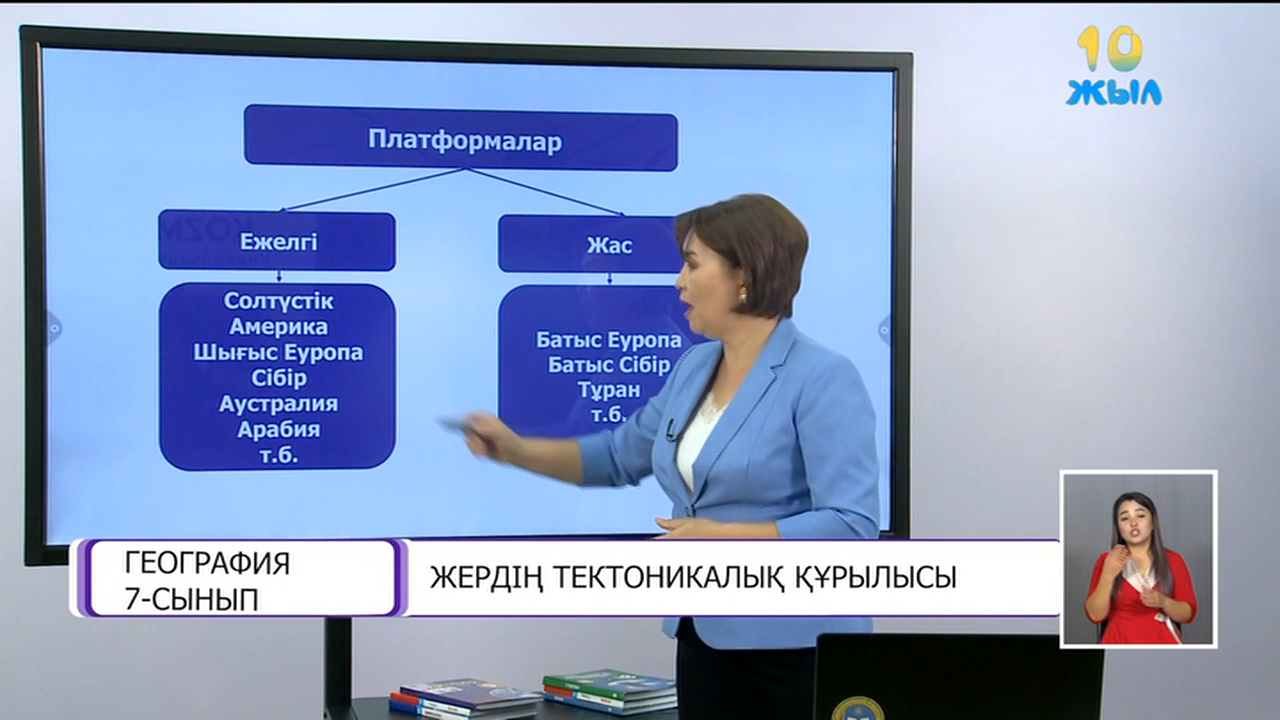 10
ЖЫЛ
Платформалар
Ежелгі
Жас
Солтүстік
Америка
Шығыс Еуропа
Сібір
Аустралия
Арабия
т.б.
Батыс Еуропа
Батыс Сібір
Тұран
т.б.
ГЕОГРАФИЯ
7-СЫНЫП
ЖЕРДІҢ ТЕКТОНИКАЛЫҚ ҚҰРЫЛЫСЫ